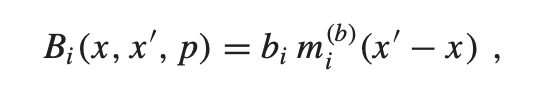 B_i(x, x′, p) = b_i m_i^{(b)}(x′ − x) ,